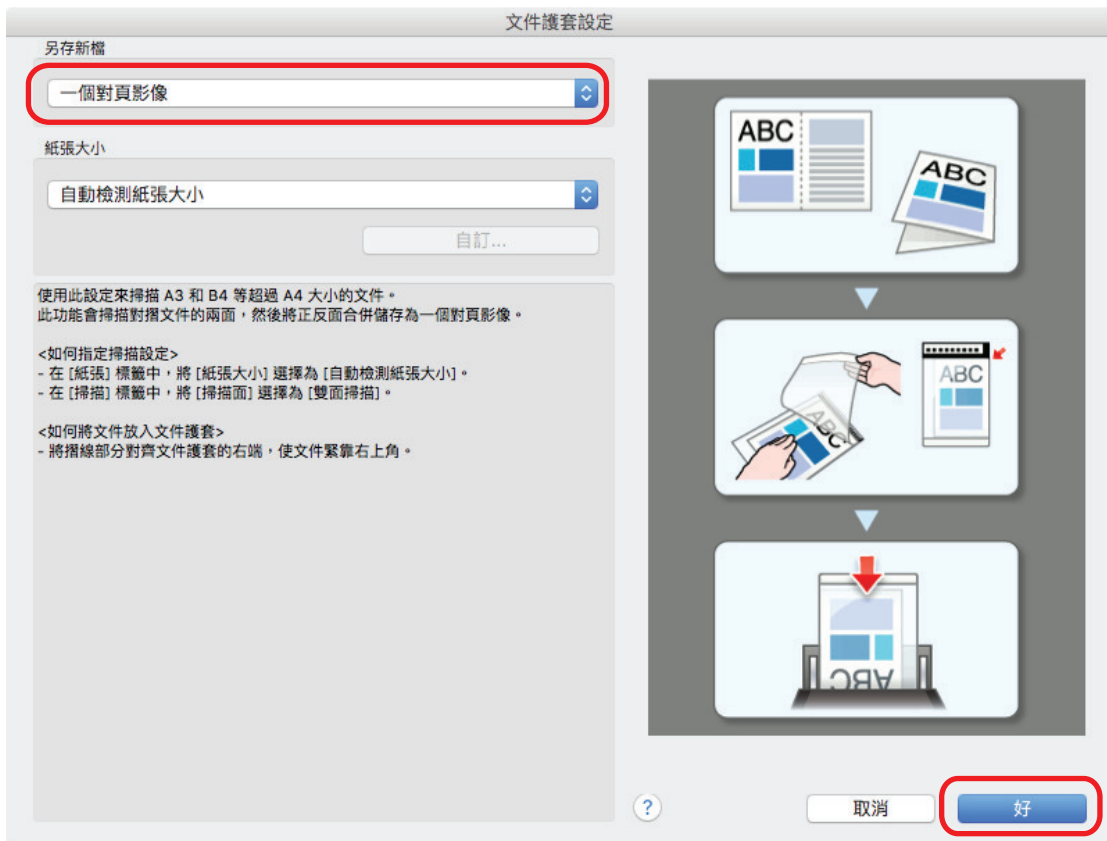 文件護套設定
另存新檔
一個對頁影像
紙張大小
自動檢測紙張大小
自訂...
使用此設定來掃描 A3 和 B4 等超過 A4 大小的文件。
此功能會掃描對摺文件的兩面，然後將正反面合併儲存為一個對頁影像。
<如何指定掃描設定>
- 在 [紙張] 標籤中，將 [紙張大小] 選擇為 [自動檢測紙張大小]。
- 在 [掃描] 標籤中，將 [掃描面] 選擇為 [雙面掃描]。
<如何將文件放入文件護套>
- 將摺線部分對齊文件護套的右端，使文件緊靠右上角。
ABC
ABC
ABC
ABC
ABC
?
取消
好